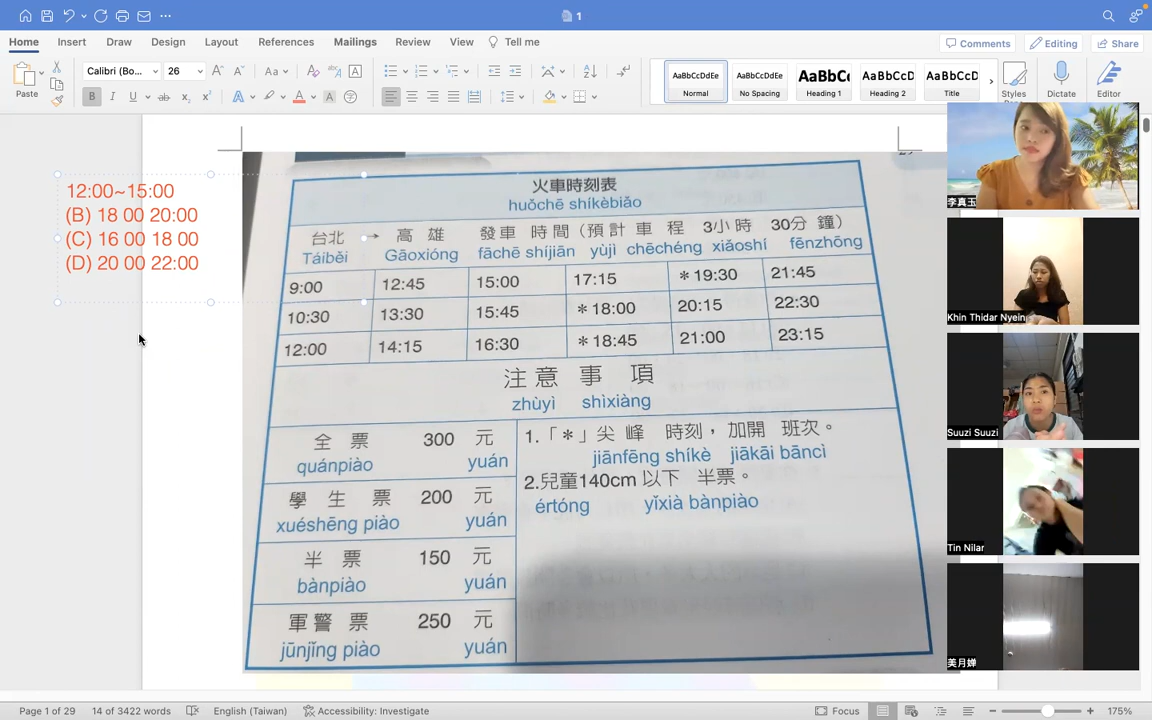 1
Home Insert Draw Design Layout References Mailings Review View Tell me
Comments Editing Share
Paste
Calibri (Bo... 26
AaBbCcDdEe AaBbCcDdEe AaBbCc AaBbCcD AaBbCcD
Normal No Spacing Heading 1 Heading 2 Title
Styles
Dictate Editor
12:00~15:00
(B) 18 00 20:00
(C) 16 00 18 00
(D) 20 00 22:00
火車時刻表
huǒchē shíkèbiǎo
台北 → 高雄 發車 時間(預計 車程 3小時 30分鐘)
Táiběi Gāoxióng fāchē shíjiān yùjì chēchéng xiǎoshí fēnzhōng
9:00 12:45 15:00 17:15 *19:30 21:45
10:30 13:30 15:45 *18:00 20:15 22:30
12:00 14:15 16:30 *18:45 21:00 23:15
注意 事項
zhùyì shìxiàng
全票 300 元
quánpiào yuán
學生票 200 元
xuéshēng piào yuán
半票 150 元
bànpiào yuán
軍警票 250 元
jūnjǐng piào yuán
1.「*」尖峰 時刻,加開 班次。
jiānfēng shíkè jiākāi bāncì
2.兒童140cm 以下 半票。
értóng yǐxià bànpiào
李真玉
Khin Thidar Nyein
Suuzi Suuzi
Tin Nilar
美月嬋
Page 1 of 29 14 of 3422 words English (Taiwan) Accessibility: Investigate Focus 175%